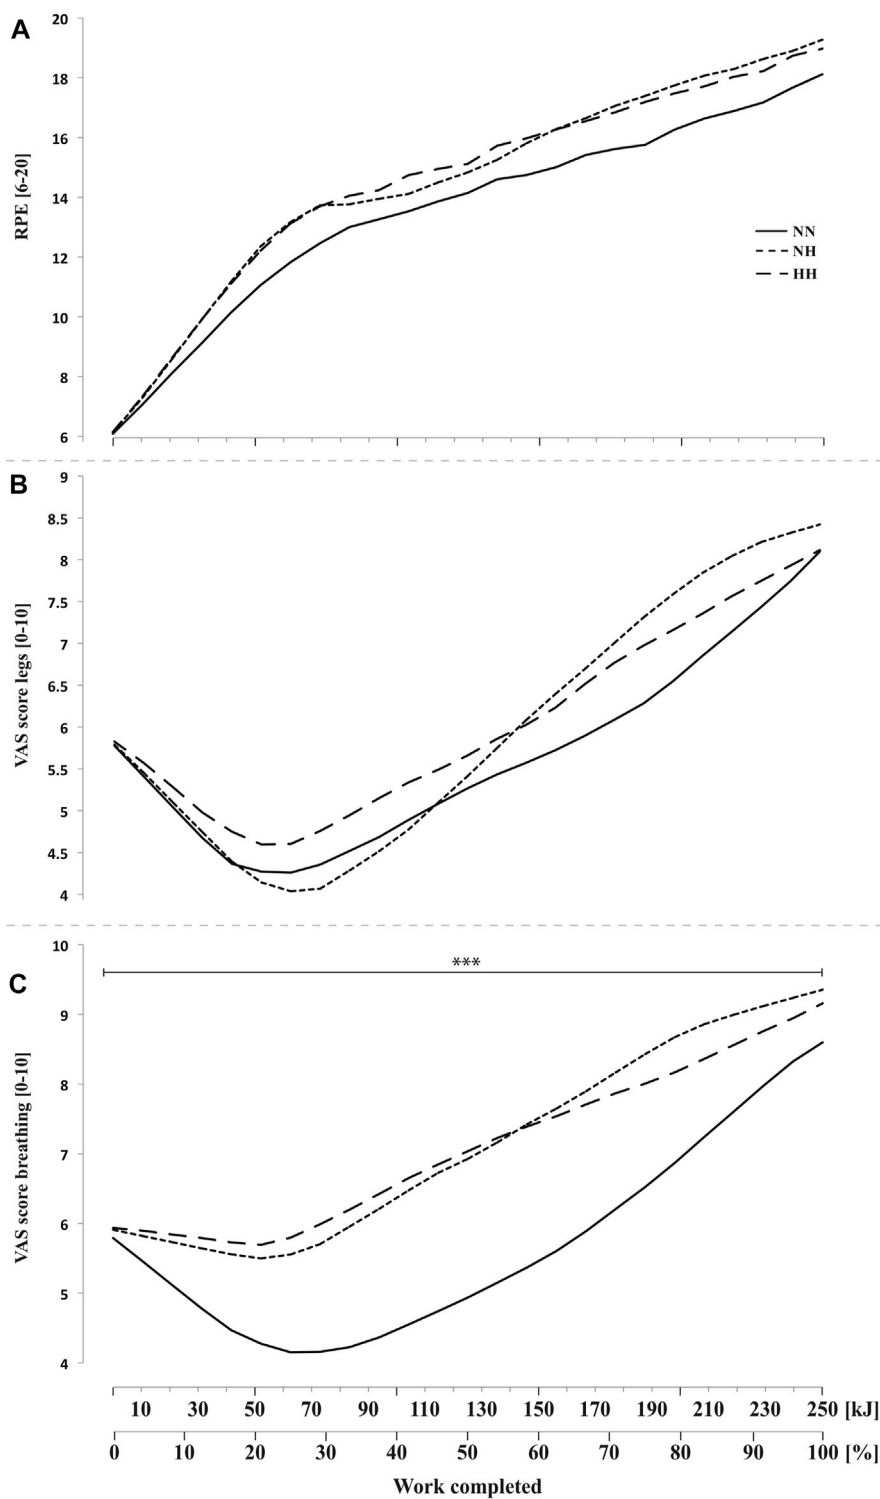 A
20
18
16
14
12
10
8
6
RPE [6-20]
NN
NH
HH
B
9
8.5
8
7.5
7
6.5
6
5.5
5
4.5
4
VAS score legs [0-10]
C
10
9
8
7
6
5
4
VAS score breathing [0-10]
***
10 30 50 70 90 110 130 150 170 190 210 230 250 [kJ]
0 10 20 30 40 50 60 70 80 90 100 [%]
Work completed